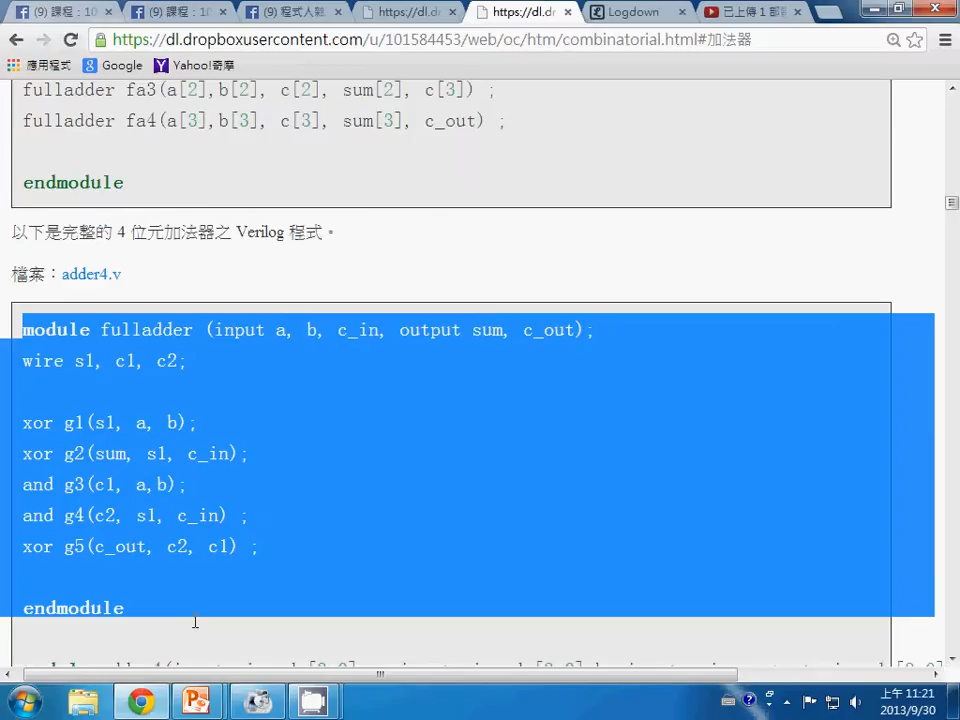 (9) 課程：10
(9) 課程：10
(9) 程式人雜
https://dl.d
https://dl.d
Logdown
已上傳 1 部
https://dl.dropboxusercontent.com/u/101584453/web/oc/htm/combinatorial.html#加法器
應用程式 Google Yahoo!奇摩
fulladder fa3(a[2],b[2], c[2], sum[2], c[3]) ;
fulladder fa4(a[3],b[3], c[3], sum[3], c_out) ;
endmodule
以下是完整的 4 位元加法器之 Verilog 程式。
檔案：adder4.v
module fulladder (input a, b, c_in, output sum, c_out);
wire s1, c1, c2;
xor g1(s1, a, b);
xor g2(sum, s1, c_in);
and g3(c1, a,b);
and g4(c2, s1, c_in) ;
xor g5(c_out, c2, c1) ;
endmodule
上午 11:21
2013/9/30